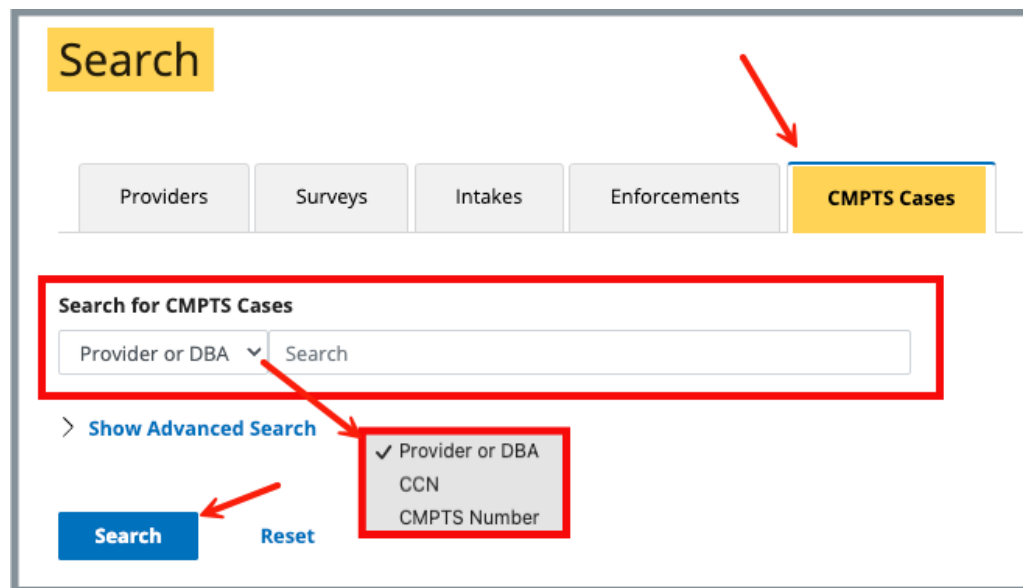 Search
Providers Surveys Intakes Enforcements CMPTS Cases
Search for CMPTS Cases
Provider or DBA Search
Show Advanced Search
✓ Provider or DBA
CCN
CMPTS Number
Search Reset